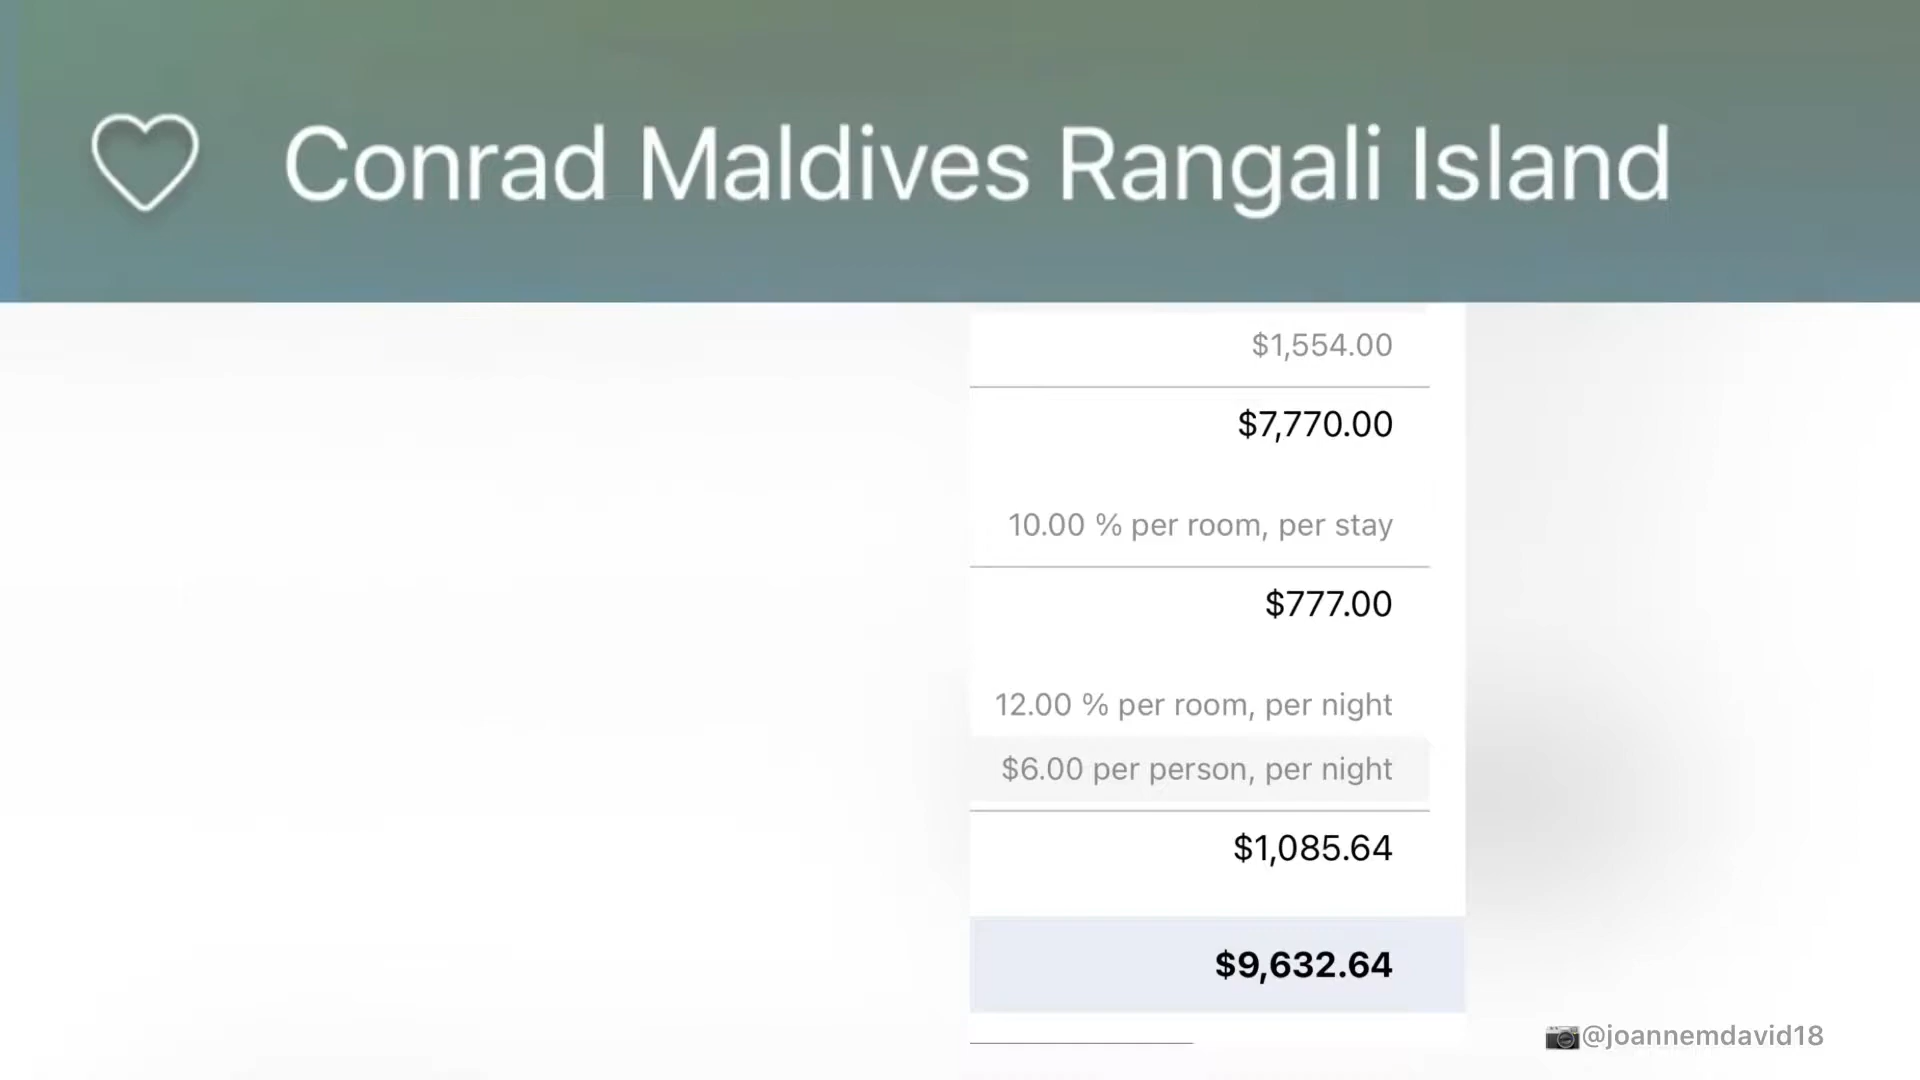 Conrad Maldives Rangali Island
$1,554.00
$7,770.00
10.00 % per room, per stay
$777.00
12.00 % per room, per night
$6.00 per person, per night
$1,085.64
$9,632.64
@joannemdavid18